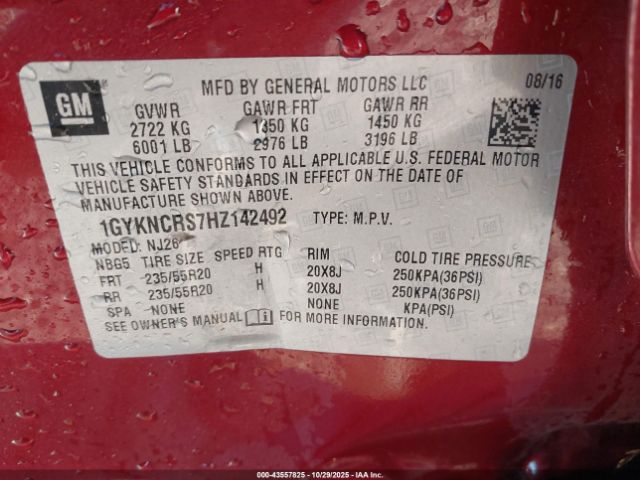 GM
MFD BY GENERAL MOTORS LLC 08/16
GVWR GAWR FRT GAWR RR
2722 KG 1350 KG 1450 KG
6001 LB 2976 LB 3196 LB
THIS VEHICLE CONFORMS TO ALL APPLICABLE U.S. FEDERAL MOTOR
VEHICLE SAFETY STANDARDS IN EFFECT ON THE DATE OF
MANUFACTURE SHOWN ABOVE.
1GYKNCRS7HZ142492 TYPE: M.P.V.
MODEL: NJ26
NBG5 TIRE SIZE SPEED RTG RIM COLD TIRE PRESSURE
FRT 235/55R20 H 20X8J 250KPA(36PSI)
RR 235/55R20 H 20X8J 250KPA(36PSI)
SPA NONE NONE KPA(PSI)
SEE OWNER'S MANUAL FOR MORE INFORMATION.
000-43557825 - 10/29/2025 - IAA Inc.